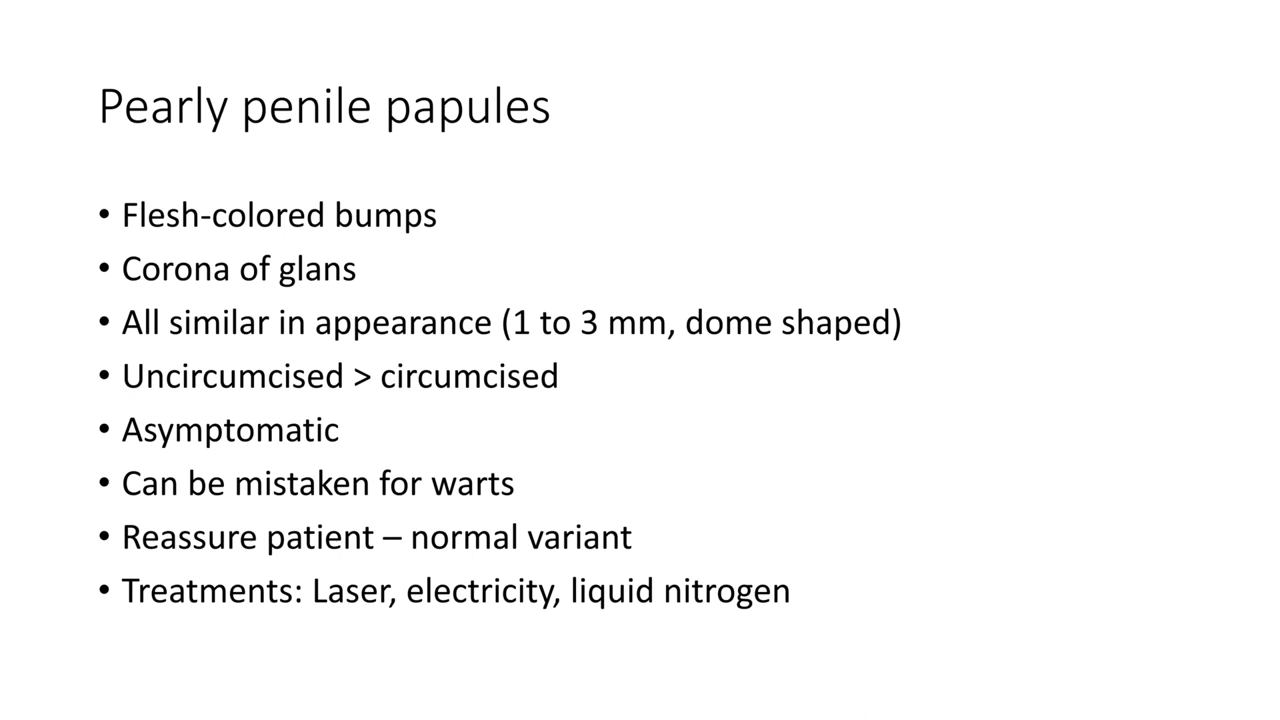 Pearly penile papules
• Flesh-colored bumps
• Corona of glans
• All similar in appearance (1 to 3 mm, dome shaped)
• Uncircumcised > circumcised
• Asymptomatic
• Can be mistaken for warts
• Reassure patient – normal variant
• Treatments: Laser, electricity, liquid nitrogen